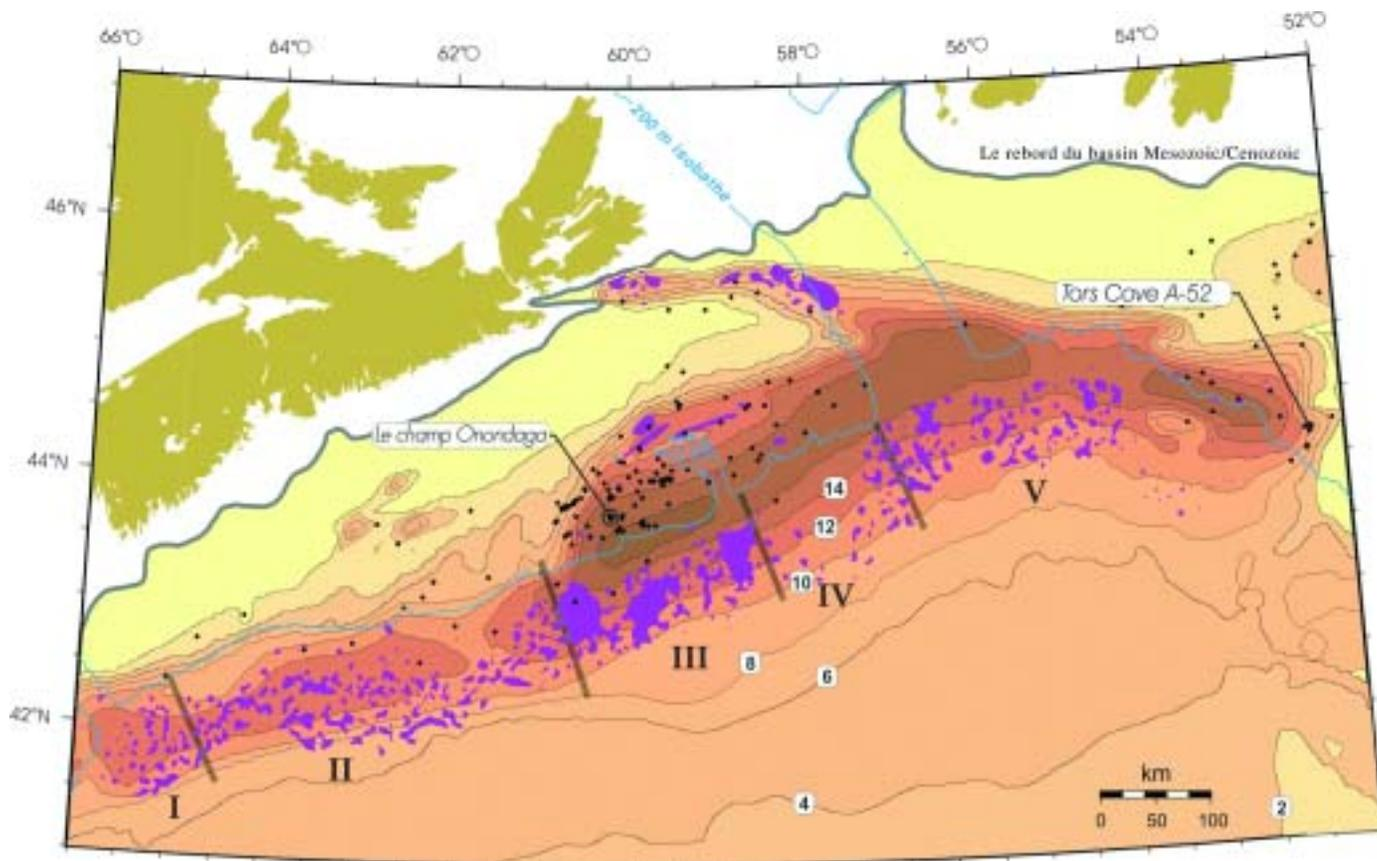 66°O
64°O
62°O
60°O
58°O
56°O
54°O
52°O
200 m isobathe
Le rebord du bassin Mesozoic/Cenozoic
46°N
Tors Cove A-52
le champ Onondaga
44°N
14
V
12
10
IV
III
8
6
42°N
II
I
km
4
2
0 50 100